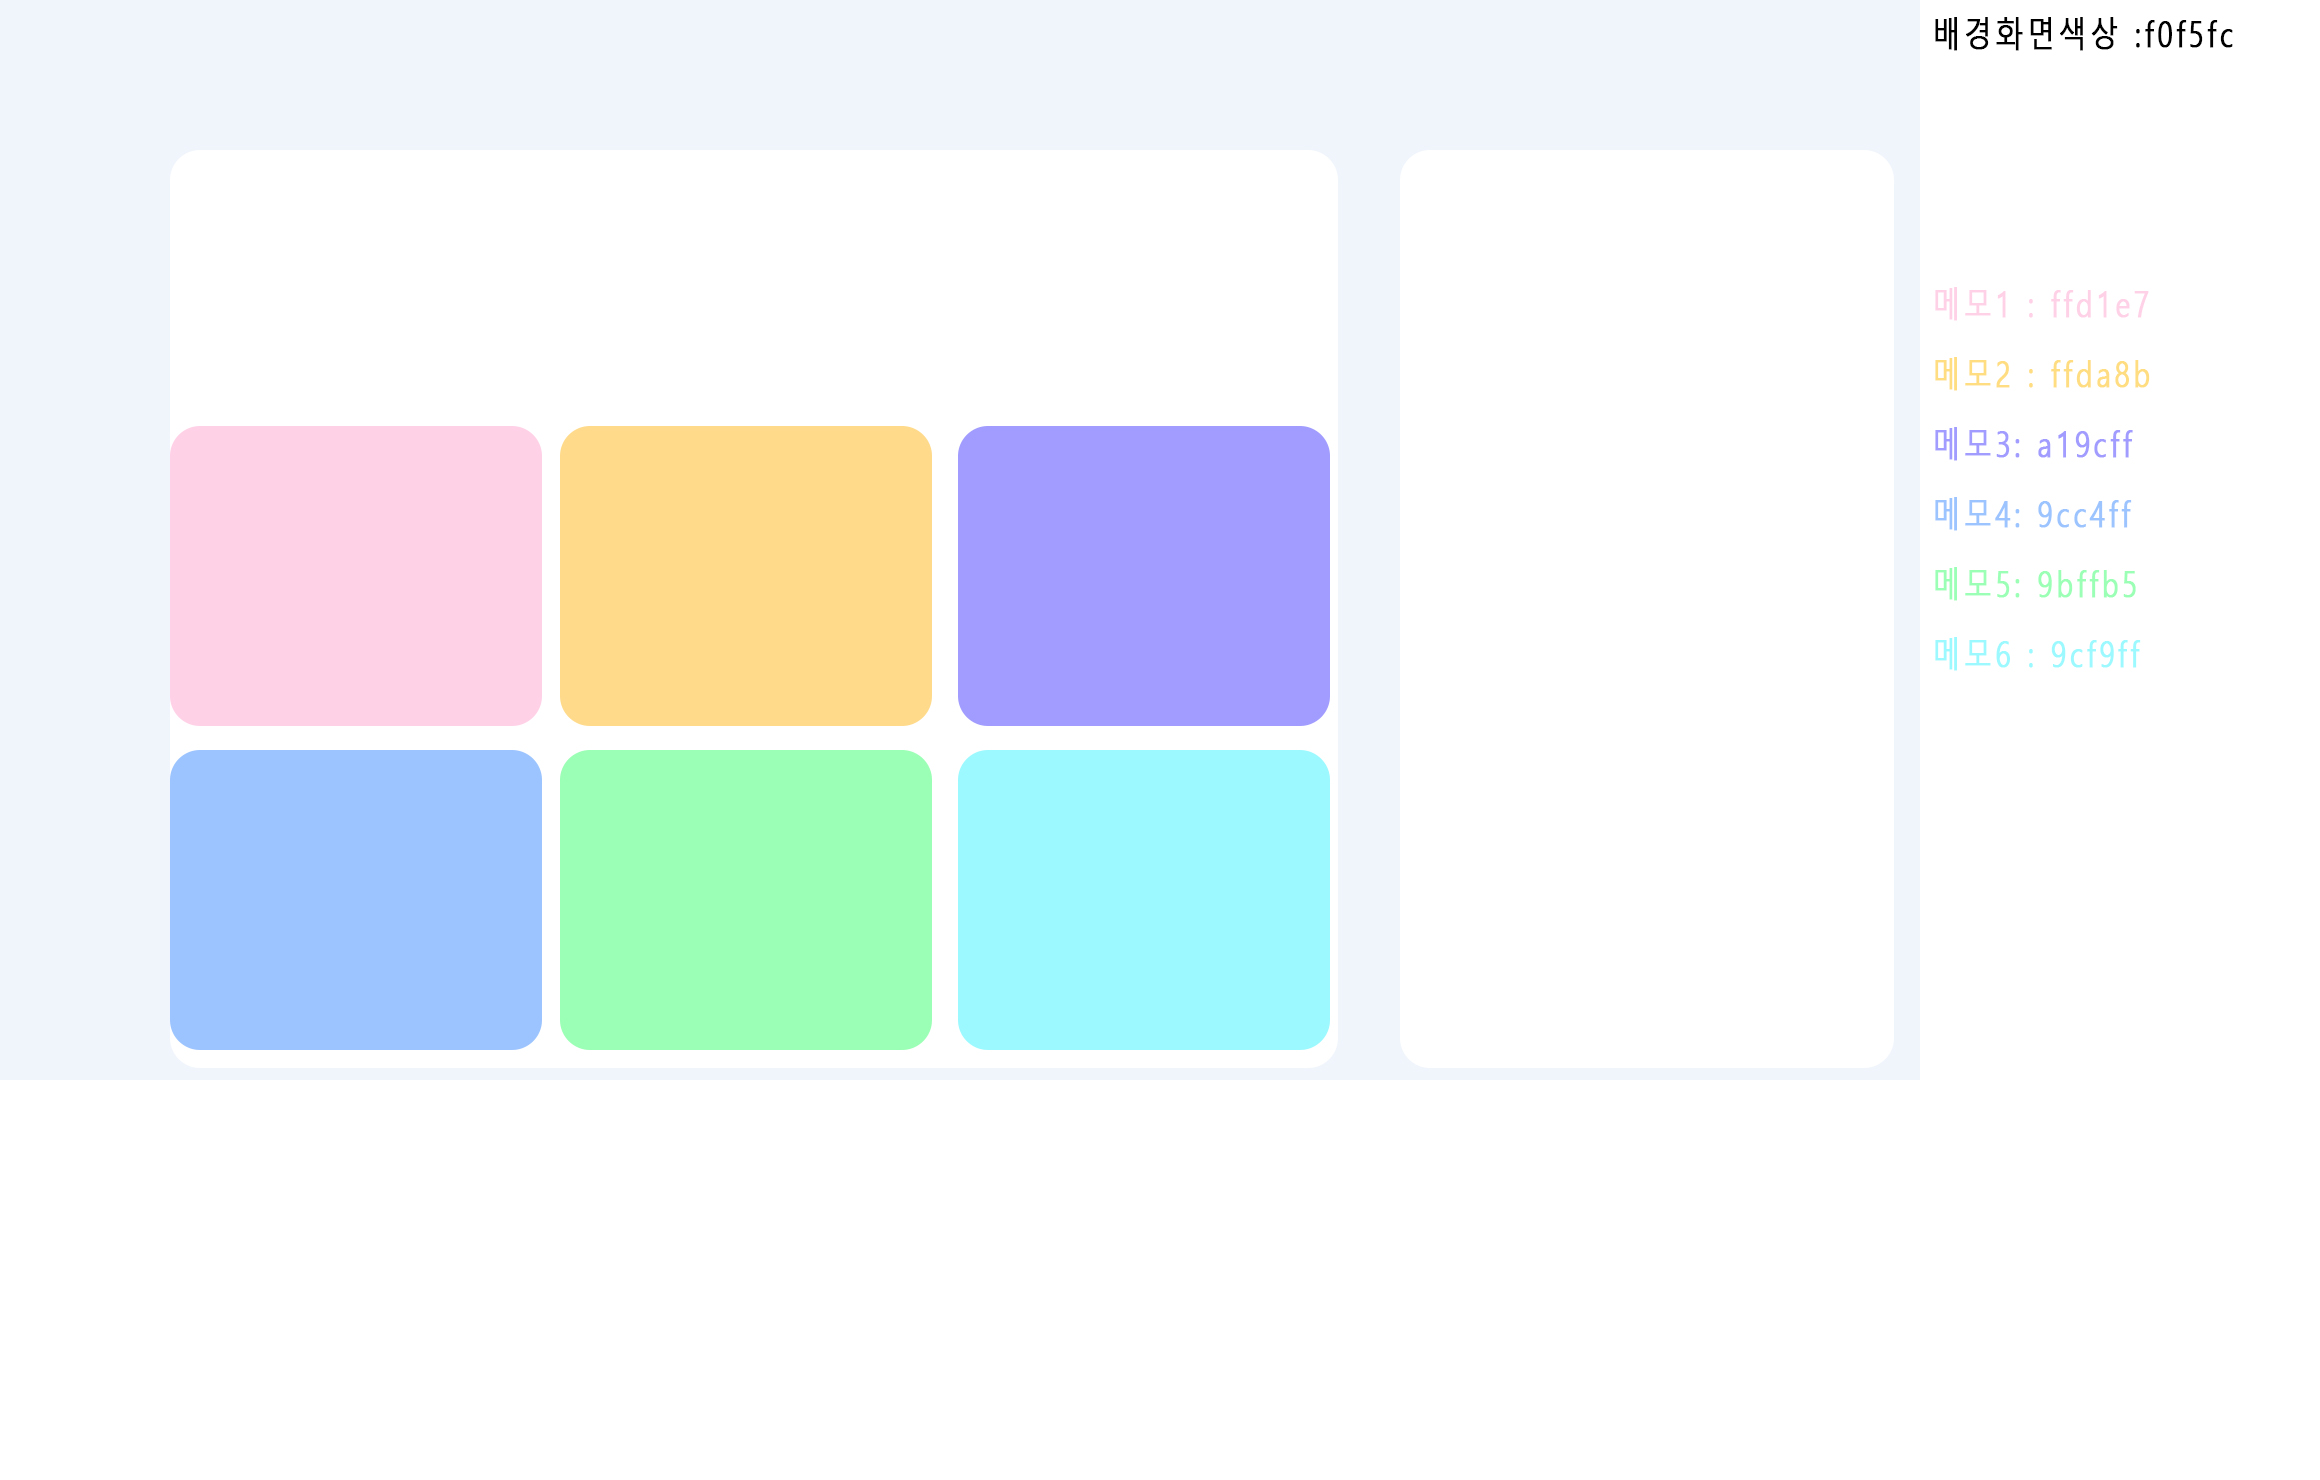 배경화면색상 :f0f5fc
메모1 : ffd1e7
메모2 : ffda8b
메모3: a19cff
메모4: 9cc4ff
메모5: 9bffb5
메모6 : 9cf9ff